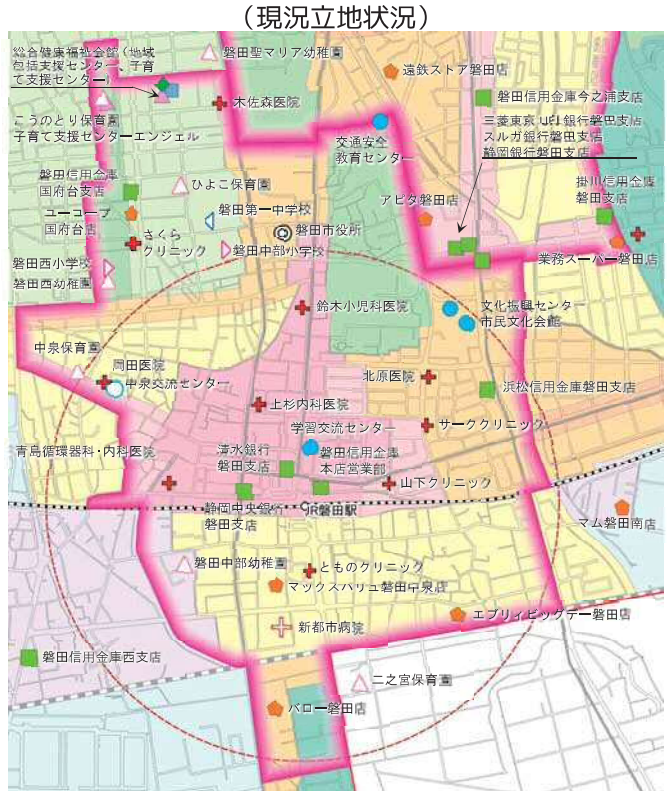 （現況立地状況）
総合健康福祉会館（地域
包括支援センター、子育
て支援センター）
磐田聖マリア幼稚園
遠鉄ストア磐田店
木佐森医院
磐田信用金庫今之浦支店
こうのとり保育園
子育て支援センターエンジェル
三菱東京UFJ銀行磐田支店
スルガ銀行磐田支店
静岡銀行磐田支店
交通安全
教育センター
磐田信用金庫
国府台支店
ひよこ保育園
掛川信用金庫
磐田支店
アピタ磐田店
ユーコープ
国府台店
磐田第一中学校
磐田市役所
さくら
クリニック
磐田中部小学校
業務スーパー磐田店
磐田西小学校
磐田西幼稚園
鈴木小児科医院
文化振興センター
市民文化会館
中泉保育園
岡田医院
中泉交流センター
北原医院
浜松信用金庫磐田支店
上杉内科医院
学習交流センター
サーククリニック
青島循環器科・内科医院
清水銀行
磐田支店
磐田信用金庫
本店営業部
山下クリニック
静岡中央銀行
磐田支店
JR磐田駅
マム磐田南店
磐田中部幼稚園
とものクリニック
マックスバリュ磐田中泉店
エブリィビッグデー磐田店
新都市病院
磐田信用金庫西支店
二之宮保育園
バロー磐田店